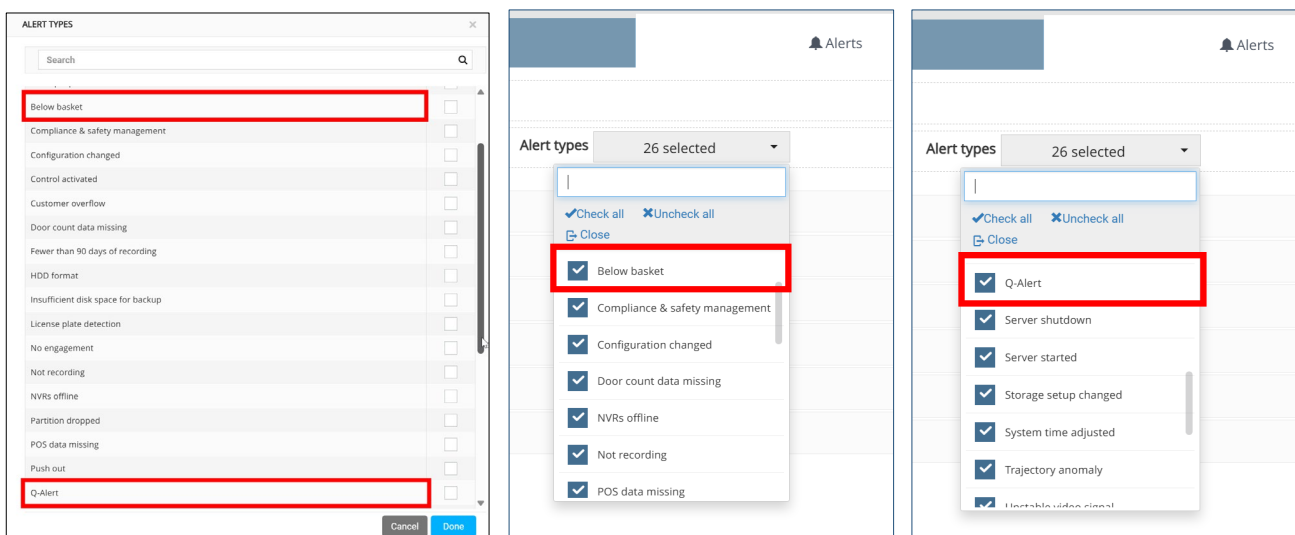 ALERT TYPES
Search
Below basket
Compliance & safety management
Configuration changed
Control activated
Customer overflow
Door count data missing
Fewer than 90 days of recording
HDD format
Insufficient disk space for backup
License plate detection
No engagement
Not recording
NVRs offline
Partition dropped
POS data missing
Push out
Q-Alert
Cancel Done
Alerts
Alert types 26 selected
Check all Uncheck all
Close
Below basket
Compliance & safety management
Configuration changed
Door count data missing
NVRs offline
Not recording
POS data missing
Alerts
Alert types 26 selected
Check all Uncheck all
Close
Q-Alert
Server shutdown
Server started
Storage setup changed
System time adjusted
Trajectory anomaly
Unstable video signal